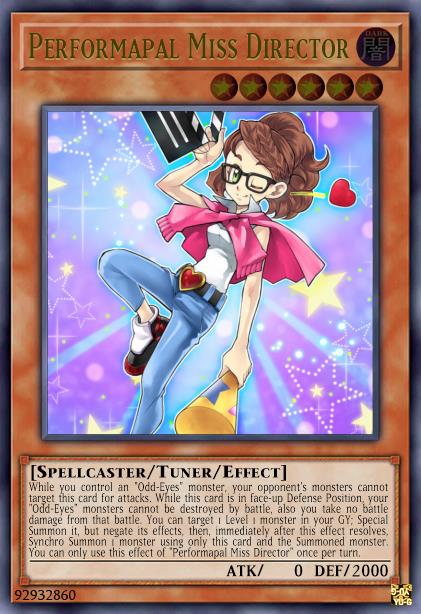 Performapal Miss Director
DARK
闇
[Spellcaster/Tuner/Effect]
While you control an "Odd-Eyes" monster, your opponent's monsters cannot
target this card for attacks. While this card is in face-up Defense Position, your
"Odd-Eyes" monsters cannot be destroyed by battle, also you take no battle
damage from that battle. You can target 1 Level 1 monster in your GY; Special
Summon it, but negate its effects, then, immediately after this effect resolves,
Synchro Summon 1 monster using only this card and the Summoned monster.
You can only use this effect of "Performapal Miss Director" once per turn.
ATK/ 0 DEF/2000
92932860